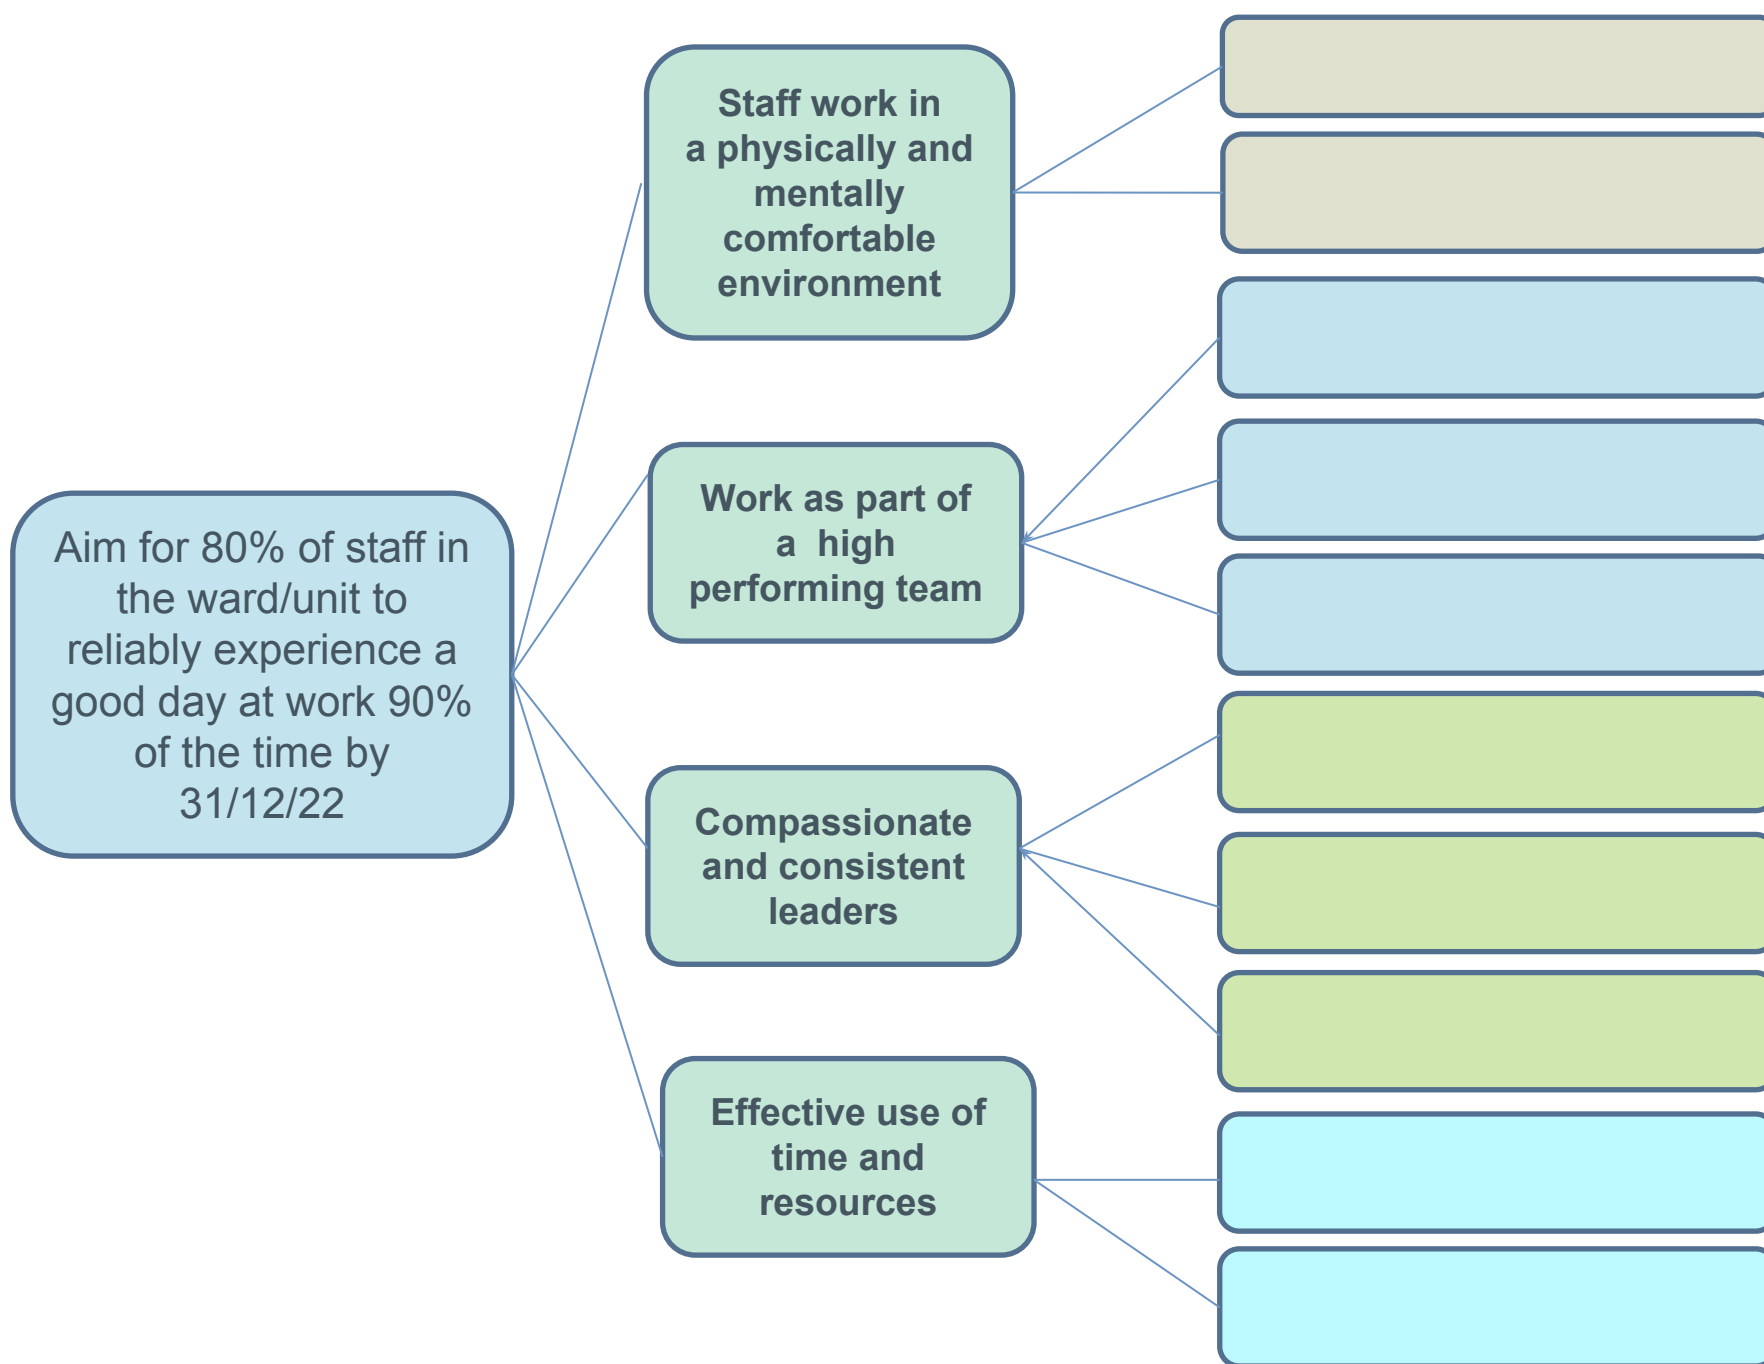 Staff work in
a physically and
mentally
comfortable
environment
Work as part of
a high
performing team
Aim for 80% of staff in
the ward/unit to
reliably experience a
good day at work 90%
of the time by
31/12/22
Compassionate
and consistent
leaders
Effective use of
time and
resources